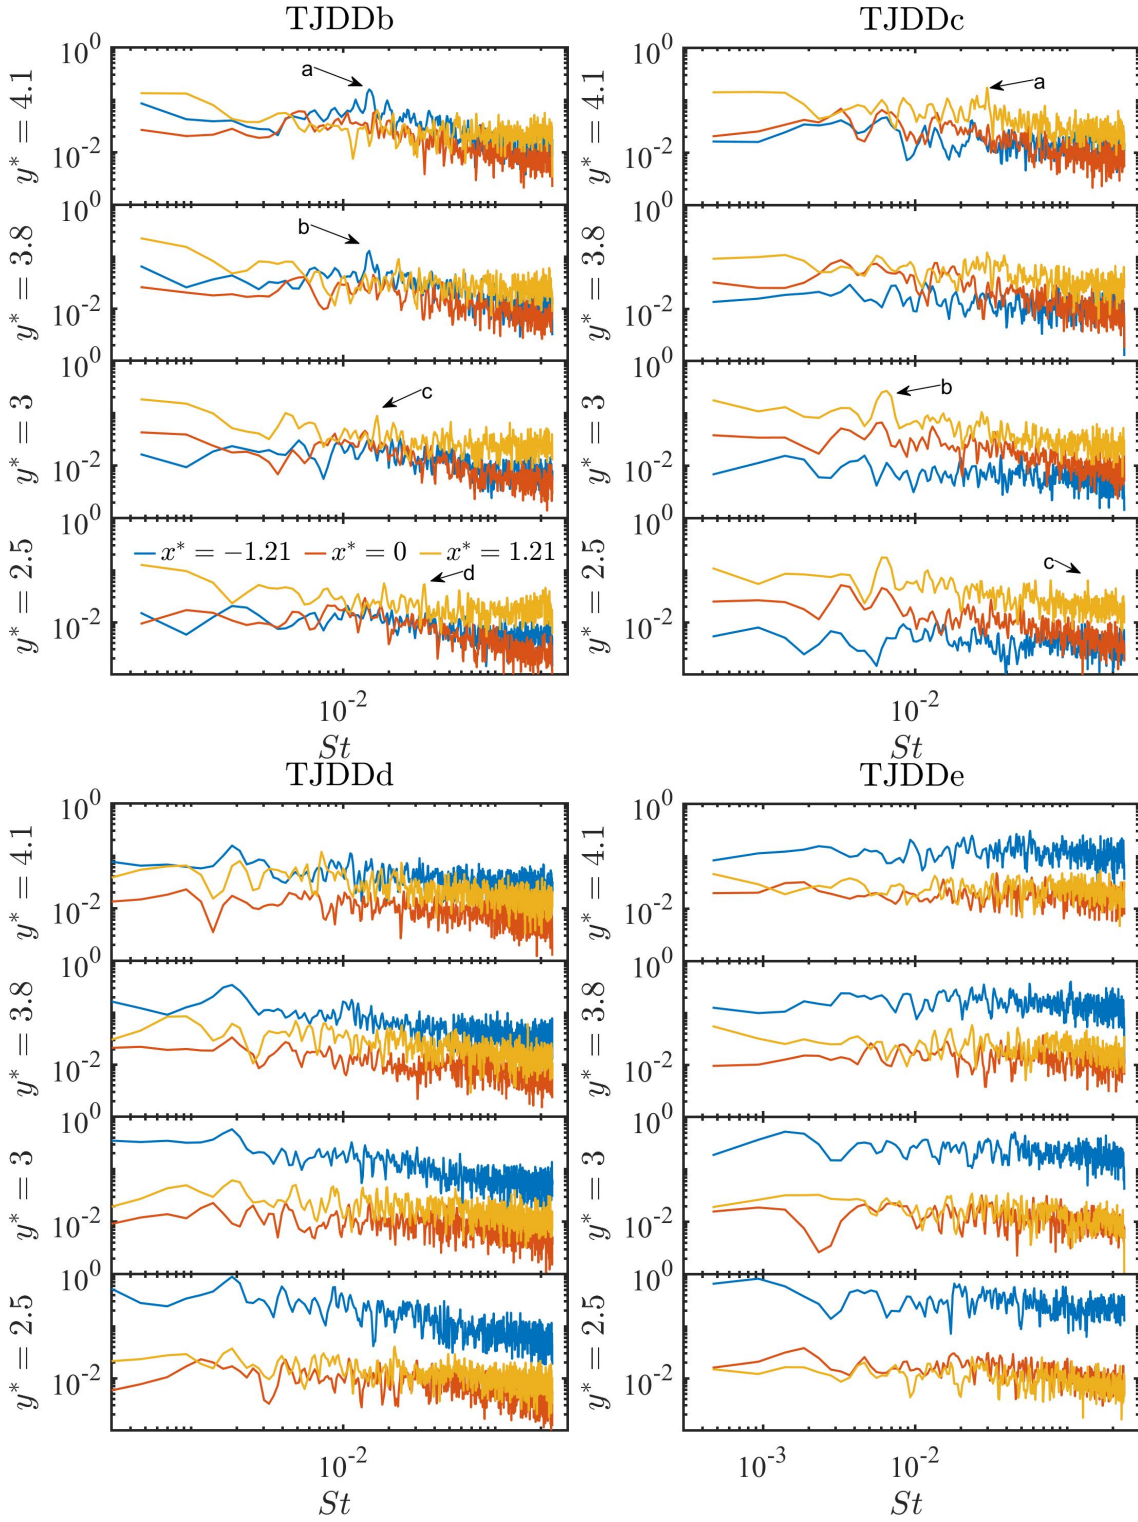 TJDDb
TJDDc
10^0
y* = 4.1
10^-2
a
10^0
y* = 4.1
10^-2
a
10^0
y* = 3.8
10^-2
b
10^0
y* = 3.8
10^-2
10^0
y* = 3
10^-2
c
10^0
y* = 3
10^-2
b
10^0
y* = 2.5
10^-2
x* = −1.21 x* = 0 x* = 1.21
d
10^0
y* = 2.5
10^-2
c
10^-2
St
10^-2
St
TJDDd
TJDDe
10^0
y* = 4.1
10^-2
10^0
y* = 4.1
10^-2
10^0
y* = 3.8
10^-2
10^0
y* = 3.8
10^-2
10^0
y* = 3
10^-2
10^0
y* = 3
10^-2
10^0
y* = 2.5
10^-2
10^0
y* = 2.5
10^-2
10^-2
St
10^-3 10^-2
St